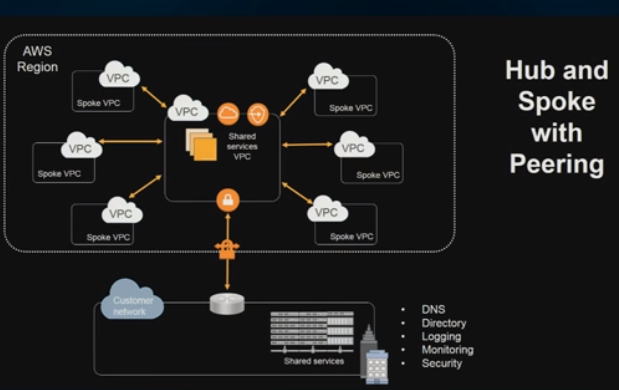 AWS
Region
VPC
Spoke VPC
VPC
Spoke VPC
VPC
Spoke VPC
VPC
Shared
services
VPC
VPC
Spoke VPC
VPC
Spoke VPC
VPC
Spoke VPC
Hub and
Spoke
with
Peering
Customer
network
Shared services
• DNS
• Directory
• Logging
• Monitoring
• Security